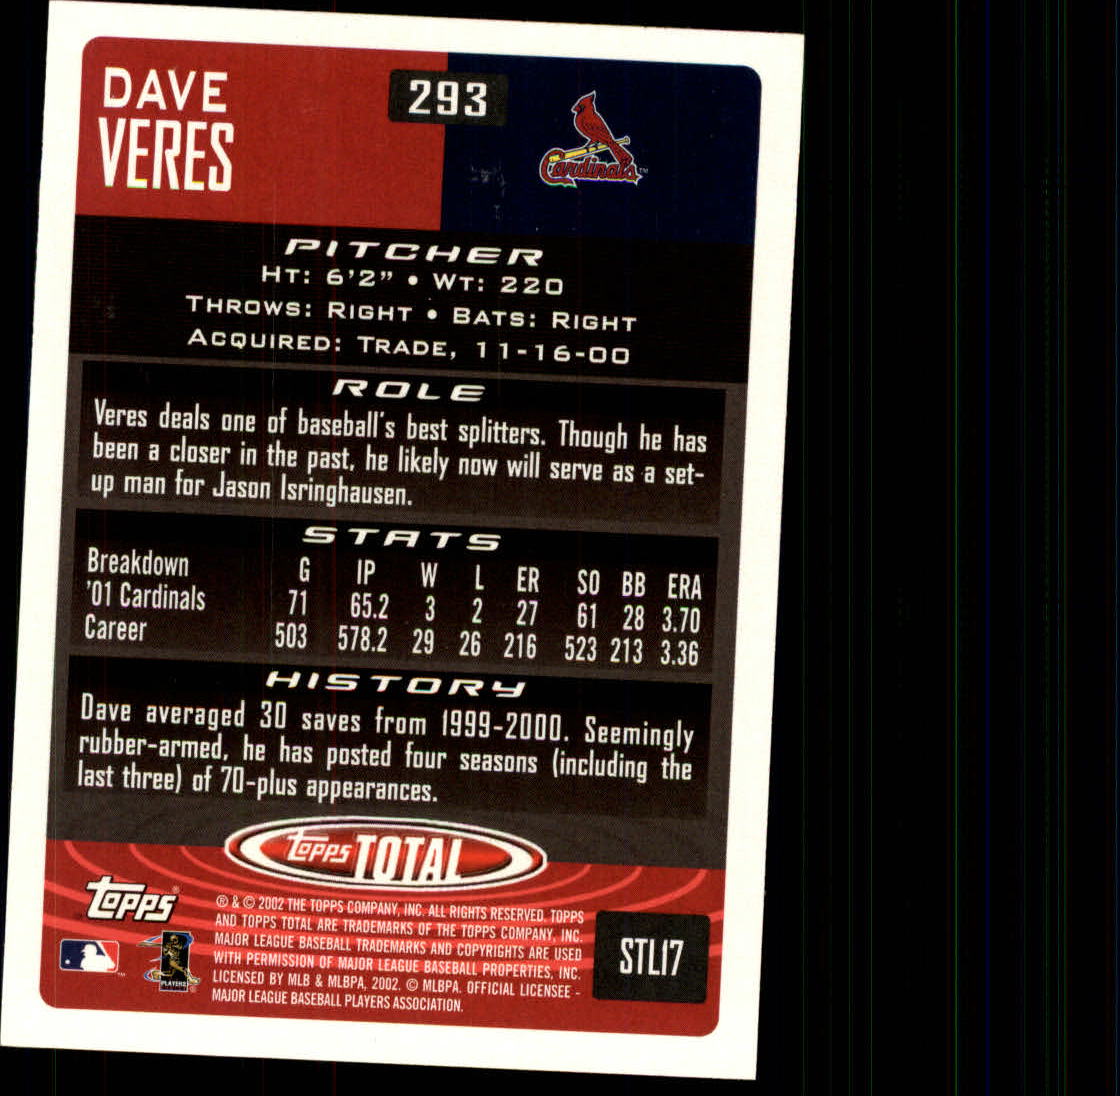 DAVE
VERES
293
Cardinals™
PITCHER
HT: 6'2" • WT: 220
THROWS: RIGHT • BATS: RIGHT
ACQUIRED: TRADE, 11-16-00
ROLE
Veres deals one of baseball's best splitters. Though he has
been a closer in the past, he likely now will serve as a set-
up man for Jason Isringhausen.
STATS
Breakdown G IP W L ER SO BB ERA
'01 Cardinals 71 65.2 3 2 27 61 28 3.70
Career 503 578.2 29 26 216 523 213 3.36
HISTORY
Dave averaged 30 saves from 1999-2000. Seemingly
rubber-armed, he has posted four seasons (including the
last three) of 70-plus appearances.
Topps TOTAL
Topps®
® & © 2002 THE TOPPS COMPANY, INC. ALL RIGHTS RESERVED. TOPPS
AND TOPPS TOTAL ARE TRADEMARKS OF THE TOPPS COMPANY, INC.
MAJOR LEAGUE BASEBALL TRADEMARKS AND COPYRIGHTS ARE USED
WITH PERMISSION OF MAJOR LEAGUE BASEBALL PROPERTIES, INC.
LICENSED BY MLB & MLBPA, 2002. © MLBPA. OFFICIAL LICENSEE -
MAJOR LEAGUE BASEBALL PLAYERS ASSOCIATION.
PLAYERS
STL17